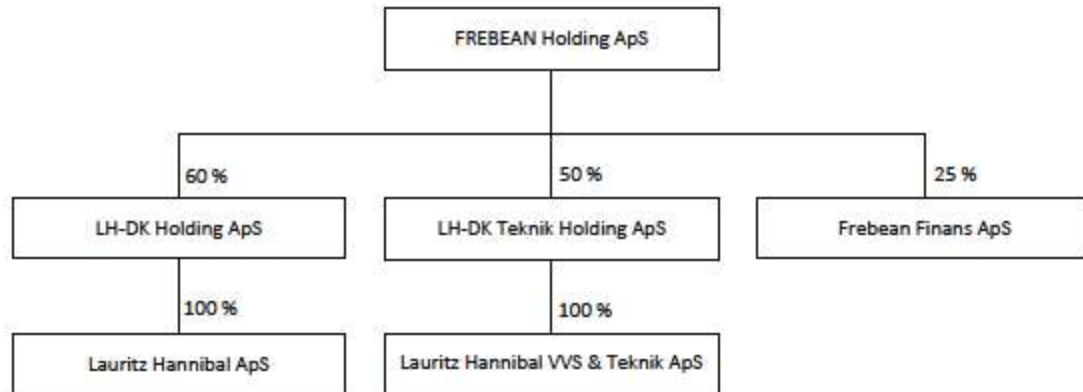 FREBEAN Holding ApS
60 %
50 %
25 %
LH-DK Holding ApS
LH-DK Teknik Holding ApS
Frebean Finans ApS
100 %
100 %
Lauritz Hannibal ApS
Lauritz Hannibal VVS & Teknik ApS